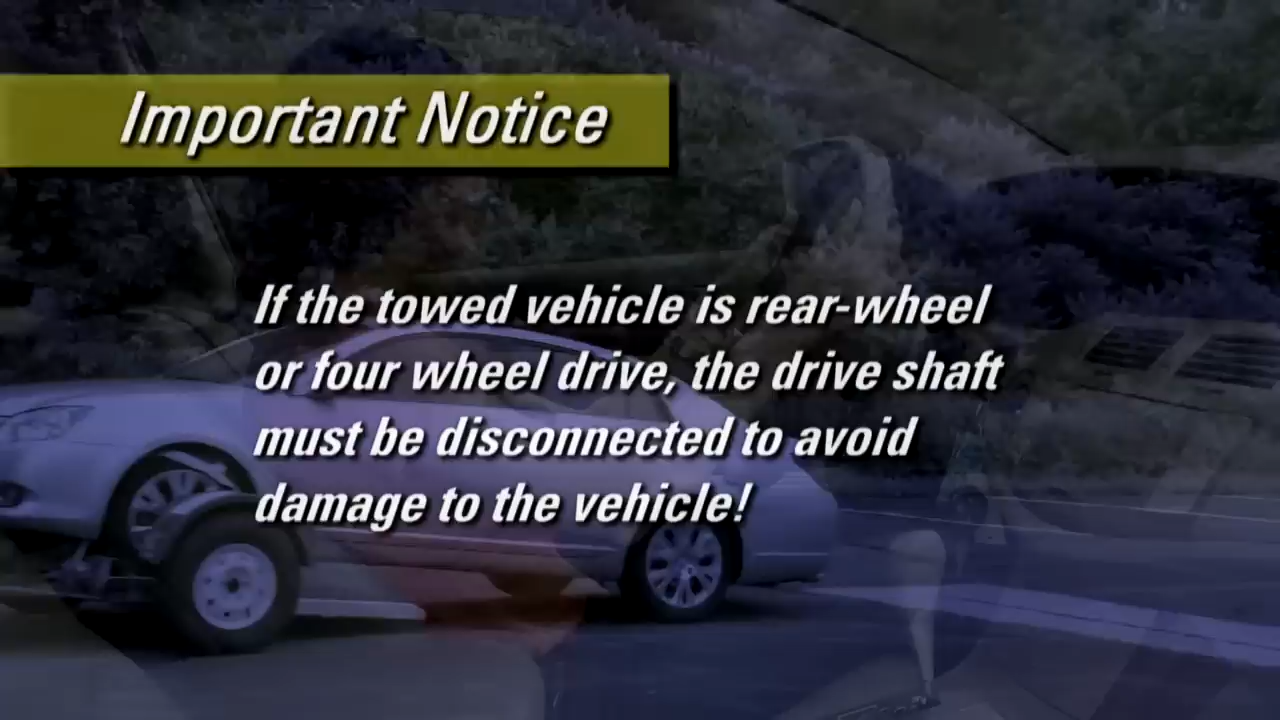 Important Notice
If the towed vehicle is rear-wheel
or four wheel drive, the drive shaft
must be disconnected to avoid
damage to the vehicle!